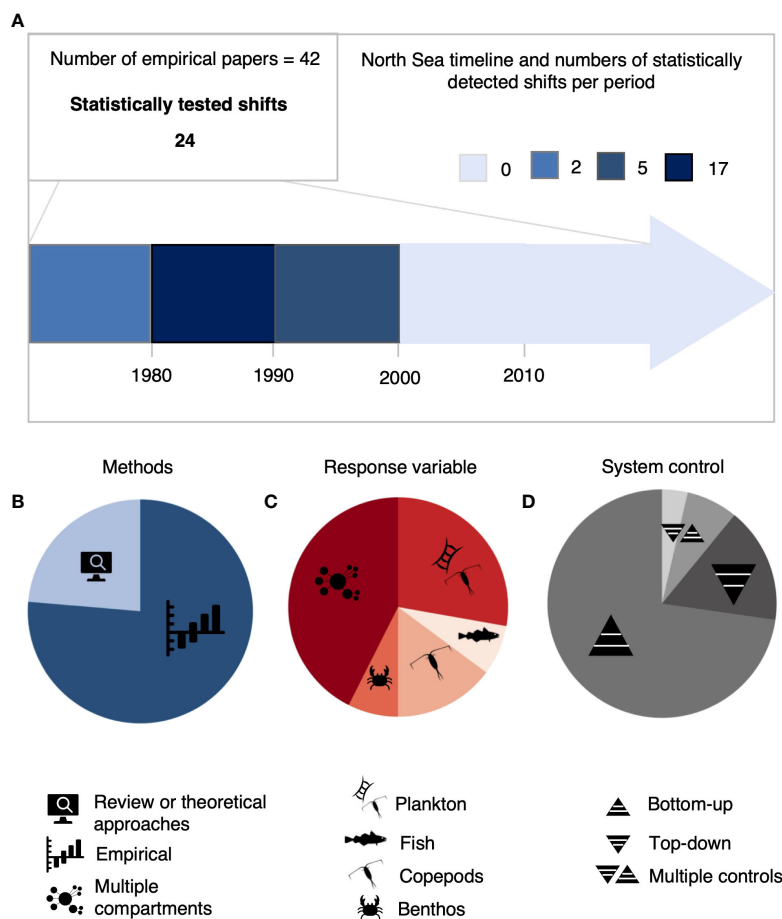 A
Number of empirical papers = 42
Statistically tested shifts
24
North Sea timeline and numbers of statistically
detected shifts per period
0 2 5 17
1980 1990 2000 2010
Methods Response variable System control
B C D
Review or theoretical
approaches
Empirical
Multiple
compartments
Plankton
Fish
Copepods
Benthos
Bottom-up
Top-down
Multiple controls